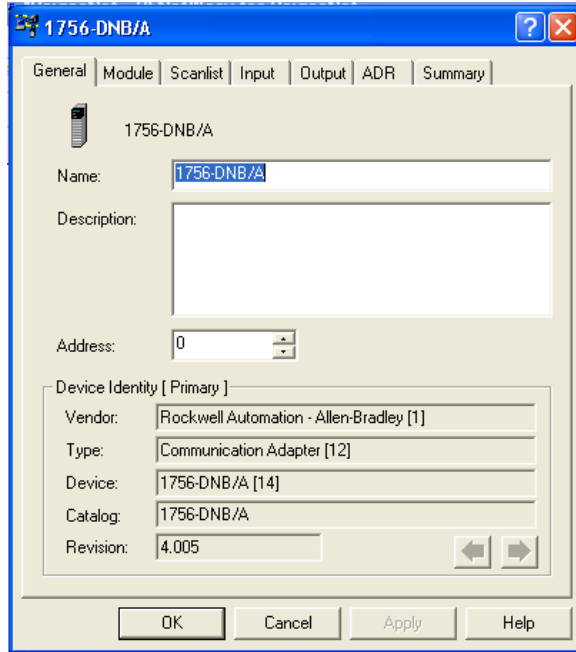 1756-DNB/A
General Module Scanlist Input Output ADR Summary
1756-DNB/A
Name: 1756-DNB/A
Description:
Address: 0
Device Identity [ Primary ]
Vendor: Rockwell Automation - Allen-Bradley [1]
Type: Communication Adapter [12]
Device: 1756-DNB/A [14]
Catalog: 1756-DNB/A
Revision: 4.005
OK Cancel Apply Help